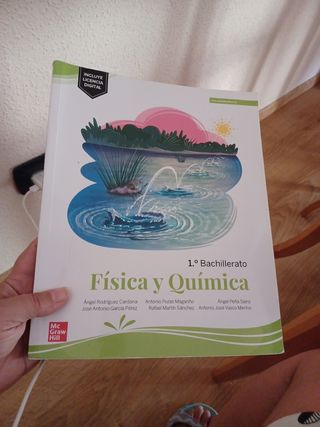 INCLUYE
LICENCIA
DIGITAL
1.º Bachillerato
Física y Química
Ángel Rodríguez Cardona Antonio Pozas Magariño Ángel Peña Sainz
José Antonio García Pérez Rafael Martín Sánchez Antonio José Vasco Merino
Mc
Graw
Hill